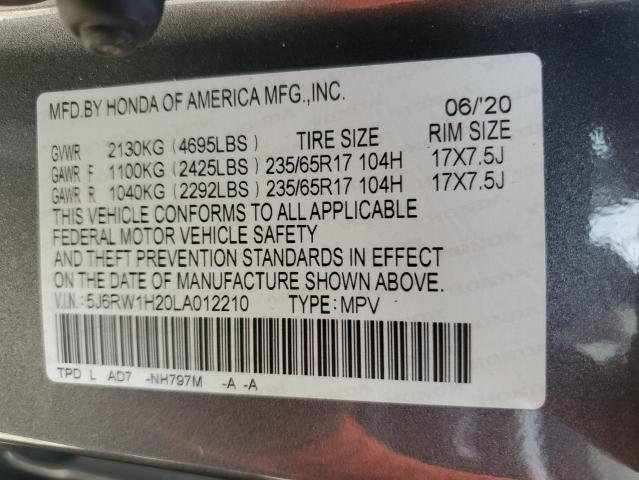 MFD.BY HONDA OF AMERICA MFG.,INC. 06/'20
GVWR 2130KG (4695LBS) TIRE SIZE RIM SIZE
GAWR F 1100KG (2425LBS) 235/65R17 104H 17X7.5J
GAWR R 1040KG (2292LBS) 235/65R17 104H 17X7.5J
THIS VEHICLE CONFORMS TO ALL APPLICABLE
FEDERAL MOTOR VEHICLE SAFETY
AND THEFT PREVENTION STANDARDS IN EFFECT
ON THE DATE OF MANUFACTURE SHOWN ABOVE.
V.I.N.:5J6RW1H20LA012210 TYPE:MPV
TPD L AD7 -NH797M -A -A